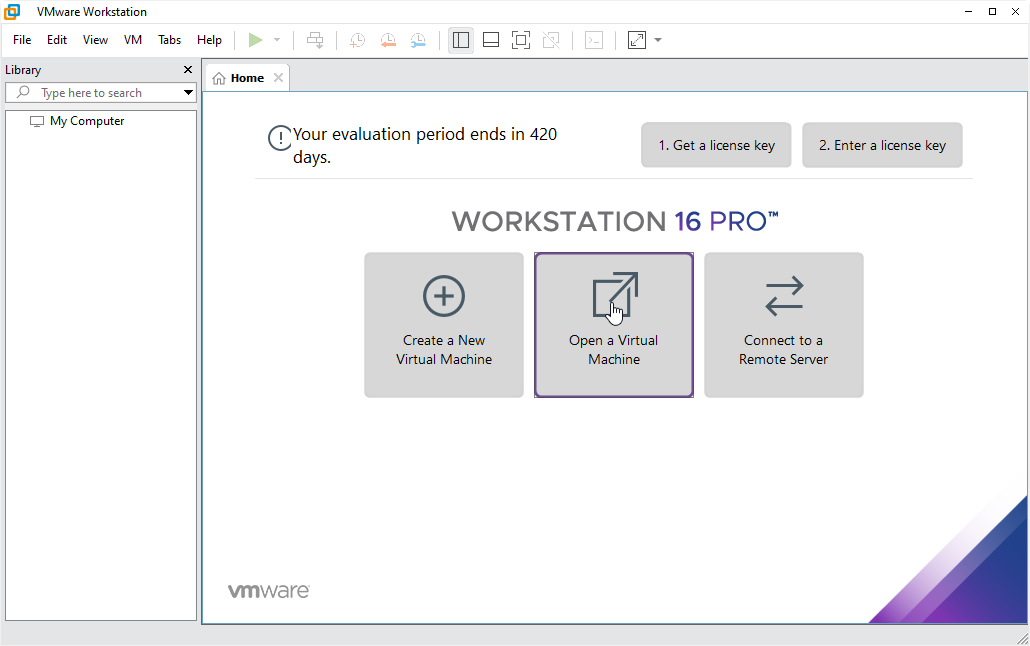 VMware Workstation
File Edit View VM Tabs Help
Library
Type here to search
My Computer
Home
Your evaluation period ends in 420
days.
1. Get a license key
2. Enter a license key
WORKSTATION 16 PRO™
Create a New
Virtual Machine
Open a Virtual
Machine
Connect to a
Remote Server
vmware